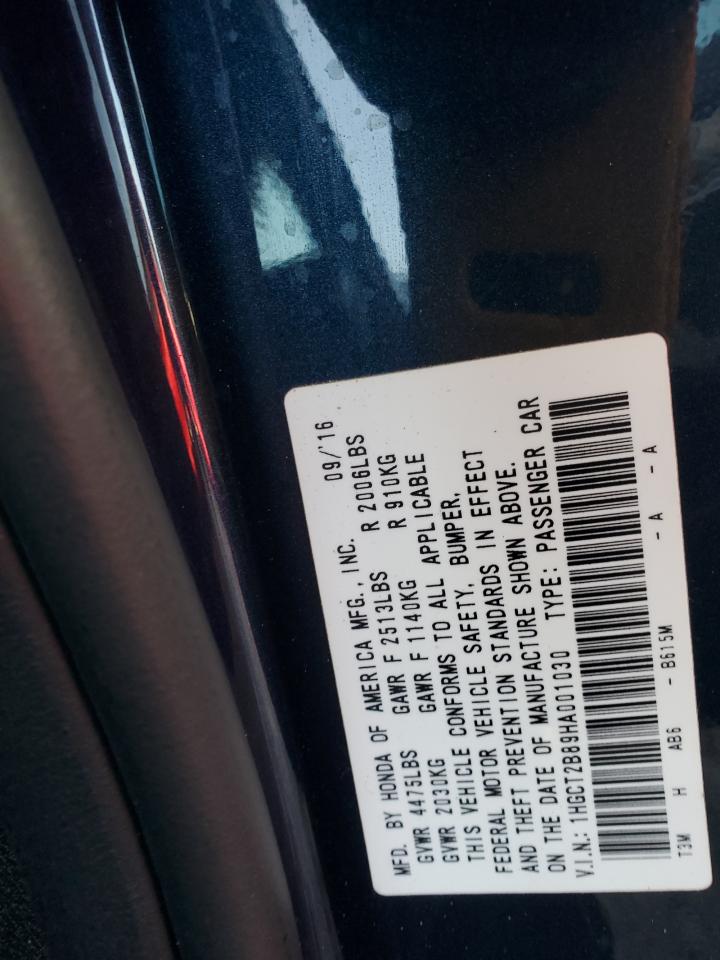 MFD. BY HONDA OF AMERICA MFG., INC. 09/'16
GVWR 4475LBS GAWR F 2513LBS R 2006LBS
GVWR 2030KG GAWR F 1140KG R 910KG
THIS VEHICLE CONFORMS TO ALL APPLICABLE
FEDERAL MOTOR VEHICLE SAFETY, BUMPER,
AND THEFT PREVENTION STANDARDS IN EFFECT
ON THE DATE OF MANUFACTURE SHOWN ABOVE.
V.I.N.: 1HGCT2B89HA001030 TYPE: PASSENGER CAR
T3M H AB6 - B615M - A - A